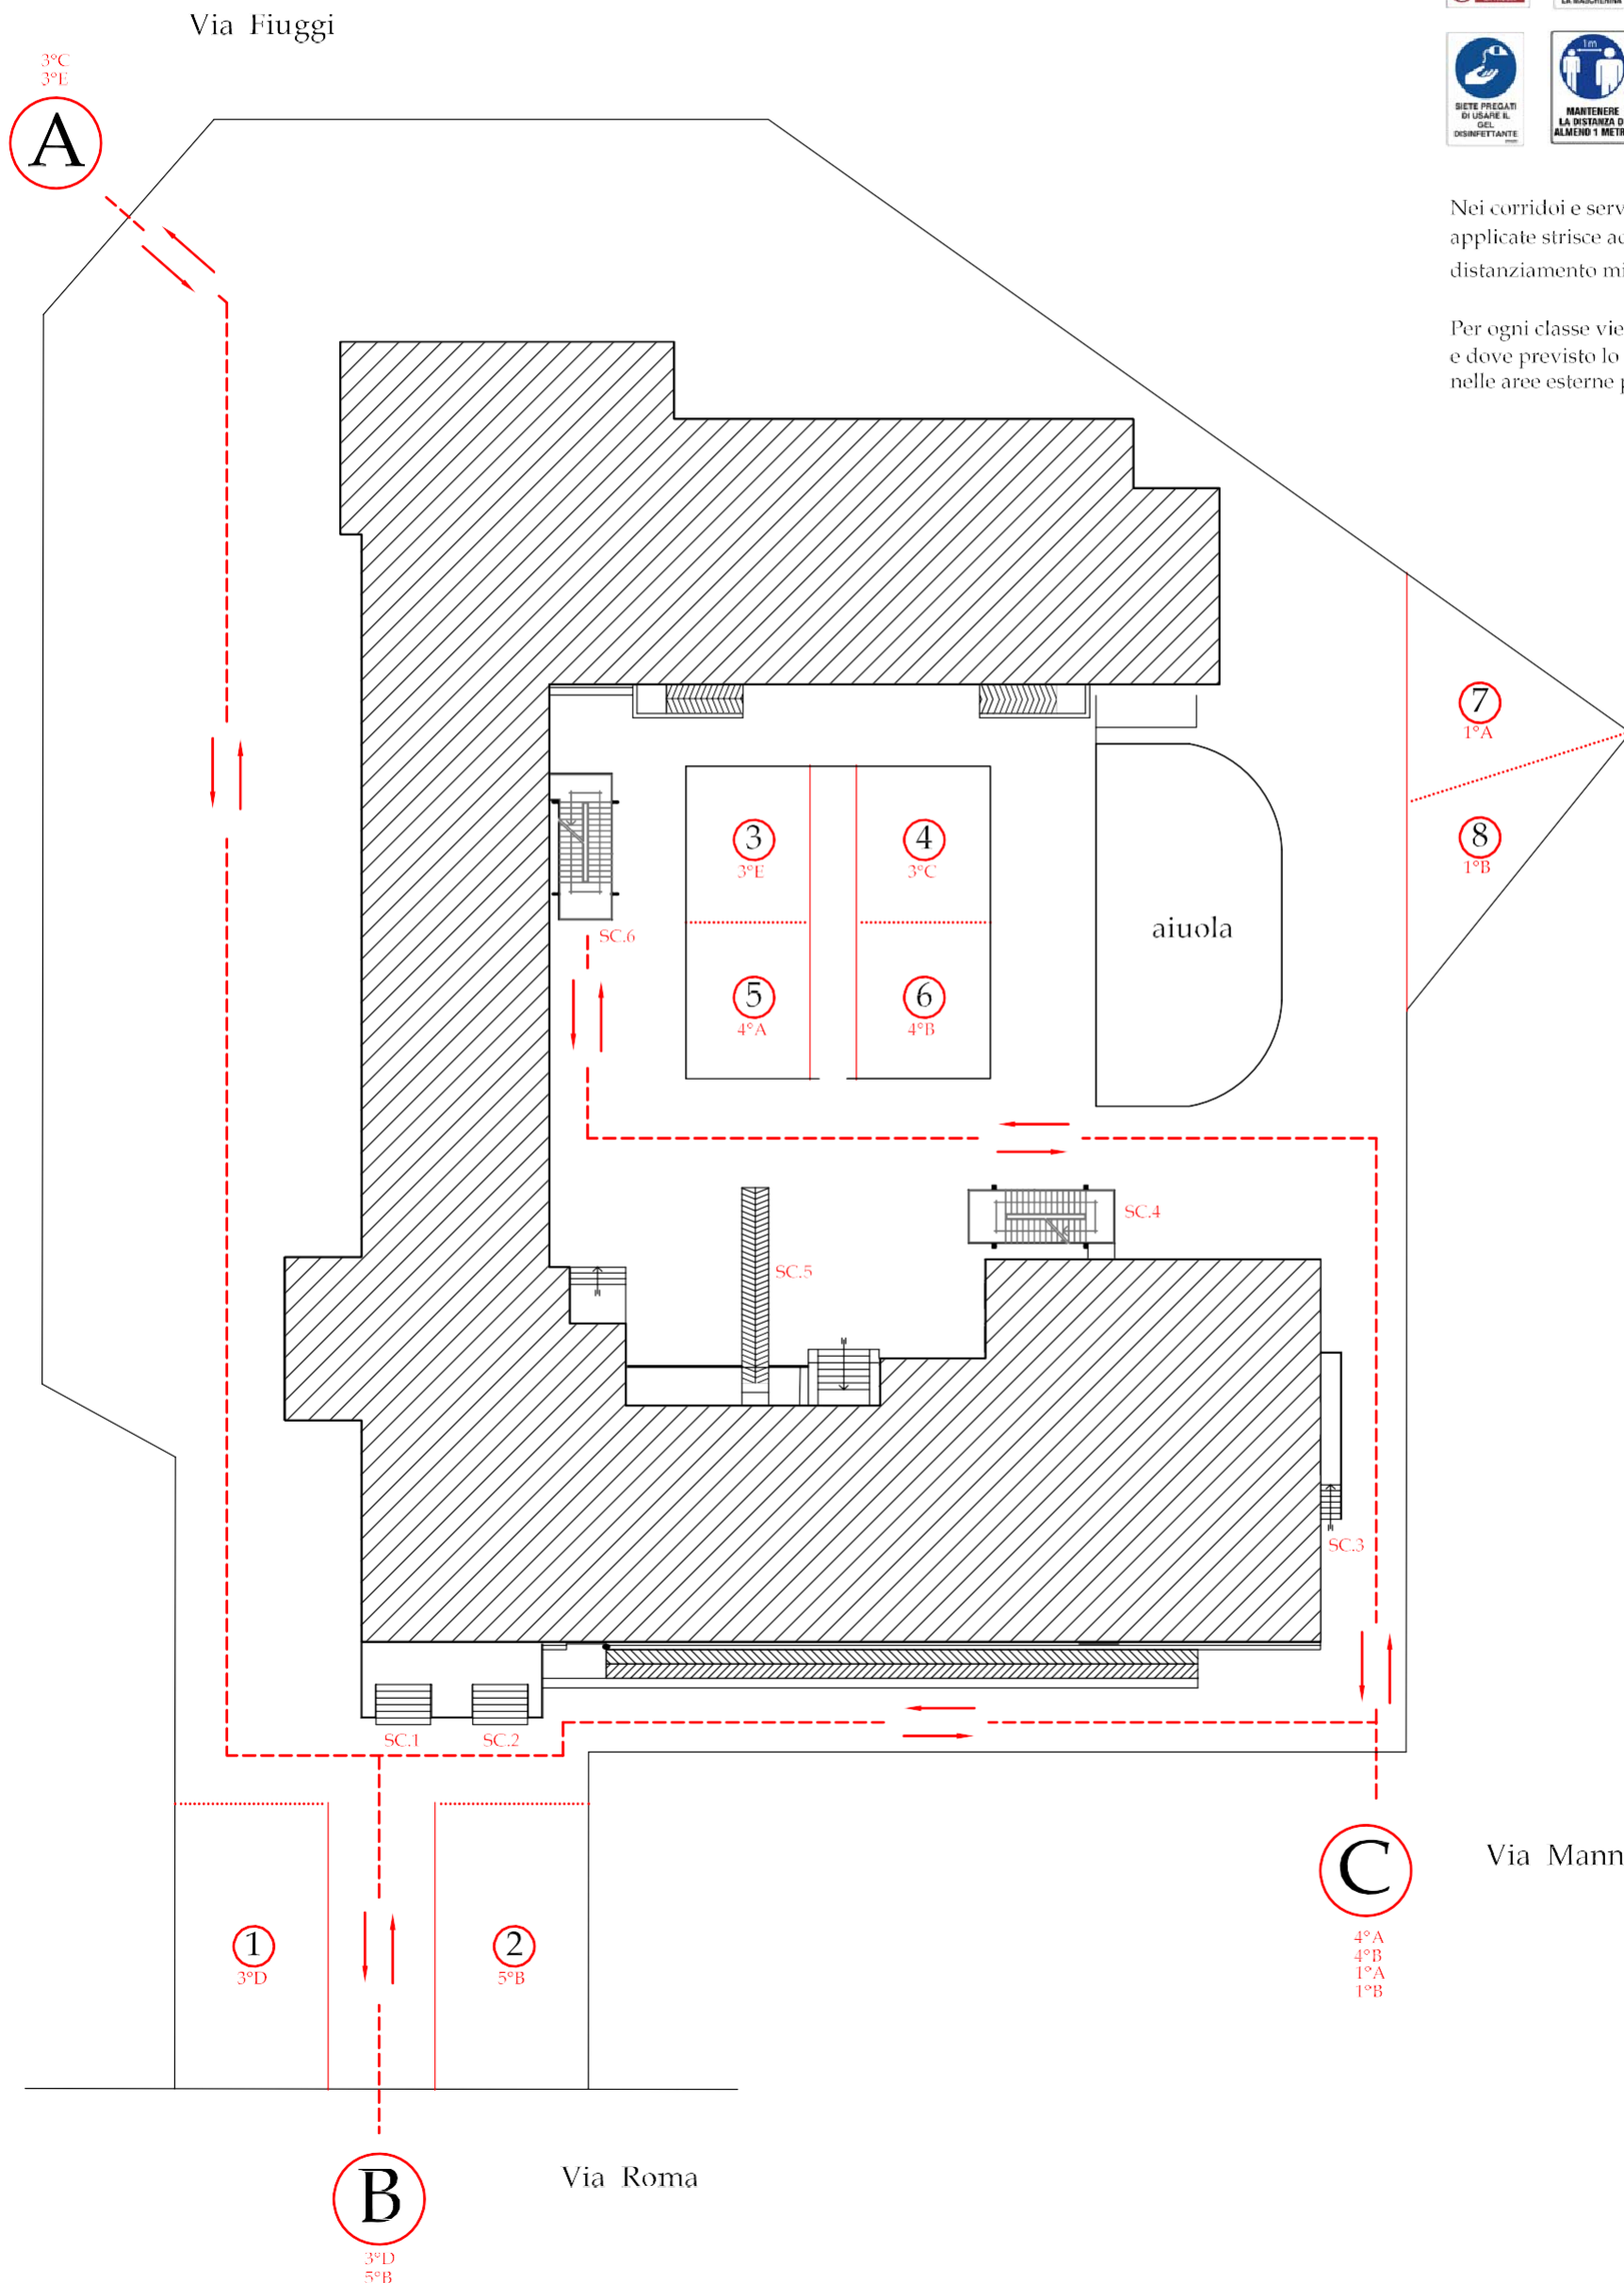 Via Fiuggi
3°C
3°E
A
SIETE PREGATI
DI USARE IL
GEL
DISINFETTANTE
1m
MANTENERE
LA DISTANZA D
ALMENO 1 METR
Nei corridoi e serv
applicate strisce ad
distanziamento mi
Per ogni classe vie
e dove previsto lo
nelle aree esterne p
7
1°A
8
1°B
3
3°E
4
3°C
5
4°A
6
4°B
aiuola
SC.6
SC.4
SC.5
SC.3
SC.1
SC.2
C
Via Mann
4°A
4°B
1°A
1°B
1
3°D
2
5°B
Via Roma
B
3°D
5°B